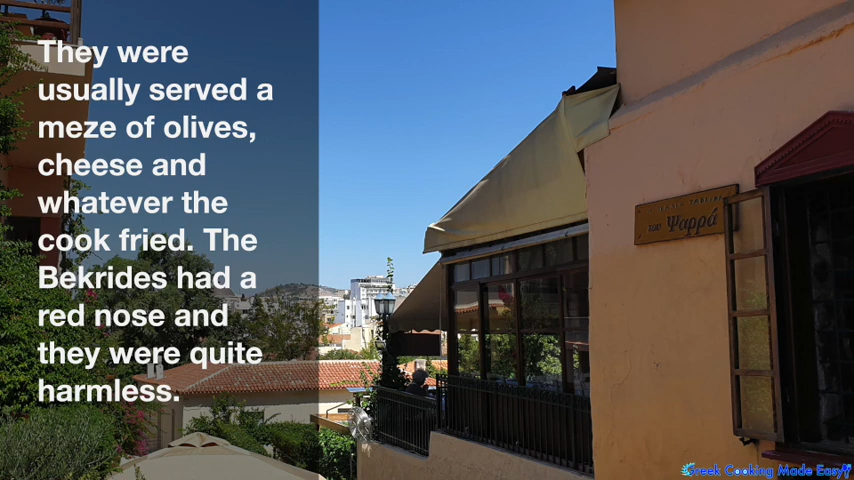 They were
usually served a
meze of olives,
cheese and
whatever the
cook fried. The
Bekrides had a
red nose and
they were quite
harmless.
του Ψαρρά
Greek Cooking Made Easy